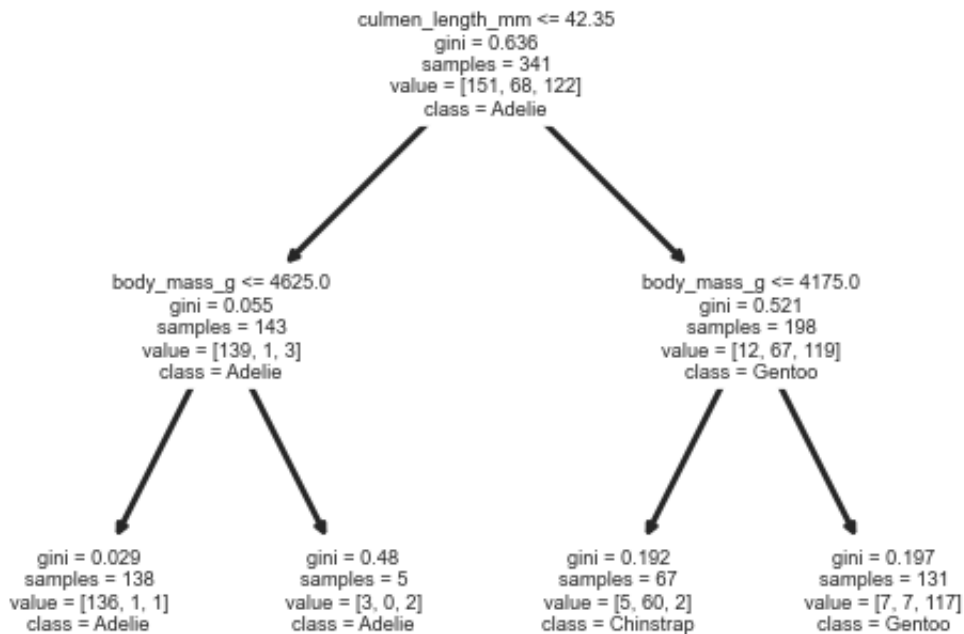 culmen_length_mm <= 42.35
gini = 0.636
samples = 341
value = [151, 68, 122]
class = Adelie
body_mass_g <= 4625.0
gini = 0.055
samples = 143
value = [139, 1, 3]
class = Adelie
body_mass_g <= 4175.0
gini = 0.521
samples = 198
value = [12, 67, 119]
class = Gentoo
gini = 0.029
samples = 138
value = [136, 1, 1]
class = Adelie
gini = 0.48
samples = 5
value = [3, 0, 2]
class = Adelie
gini = 0.192
samples = 67
value = [5, 60, 2]
class = Chinstrap
gini = 0.197
samples = 131
value = [7, 7, 117]
class = Gentoo